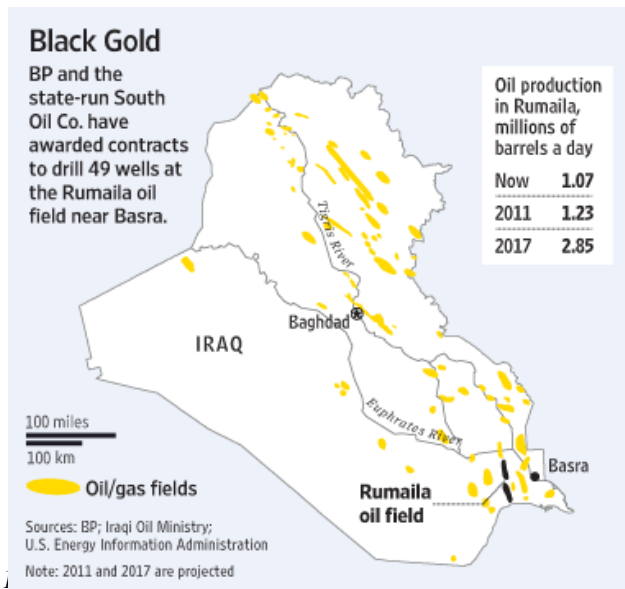 Black Gold
BP and the
state-run South
Oil Co. have
awarded contracts
to drill 49 wells at
the Rumaila oil
field near Basra.
Oil production
in Rumaila,
millions of
barrels a day
Now 1.07
2011 1.23
2017 2.85
Tigris River
Baghdad
IRAQ
Euphrates River
100 miles
100 km
Oil/gas fields
Basra
Rumaila
oil field
Sources: BP; Iraqi Oil Ministry;
U.S. Energy Information Administration
Note: 2011 and 2017 are projected